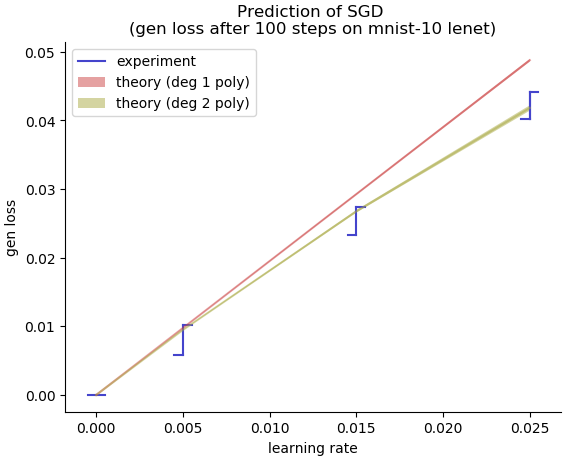 Prediction of SGD
(gen loss after 100 steps on mnist-10 lenet)
experiment
theory (deg 1 poly)
theory (deg 2 poly)
gen loss
0.05
0.04
0.03
0.02
0.01
0.00
0.000 0.005 0.010 0.015 0.020 0.025
learning rate